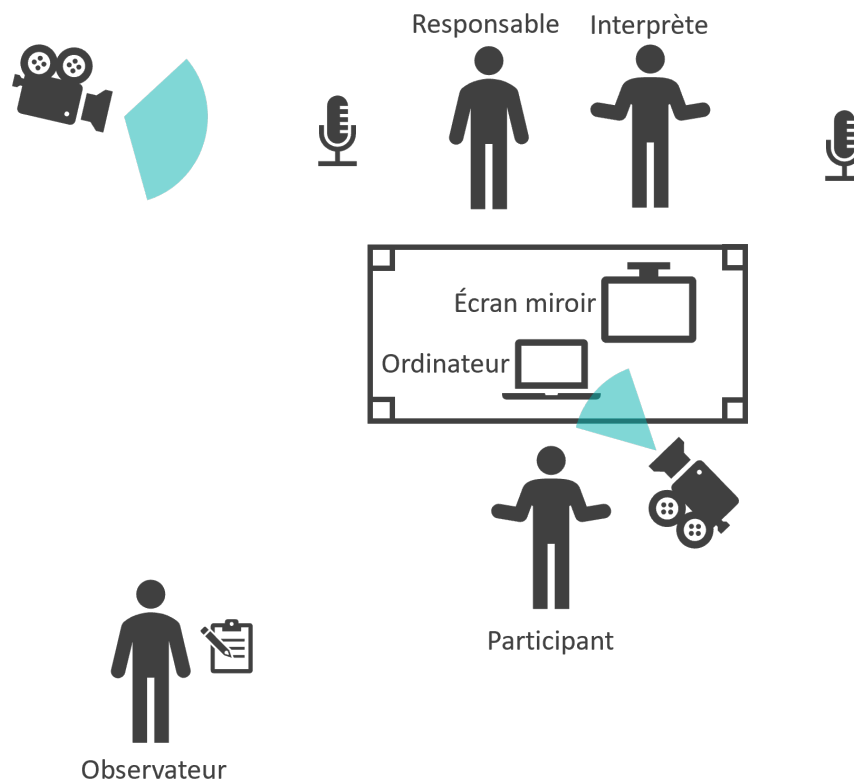 Responsable
Interprète
Écran miroir
Ordinateur
Participant
Observateur